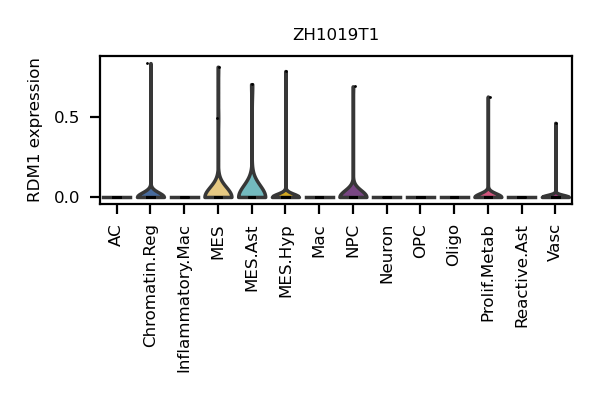 ZH1019T1
RDM1 expression
0.5
0.0
AC
Chromatin.Reg
Inflammatory.Mac
MES
MES.Ast
MES.Hyp
Mac
NPC
Neuron
OPC
Oligo
Prolif.Metab
Reactive.Ast
Vasc